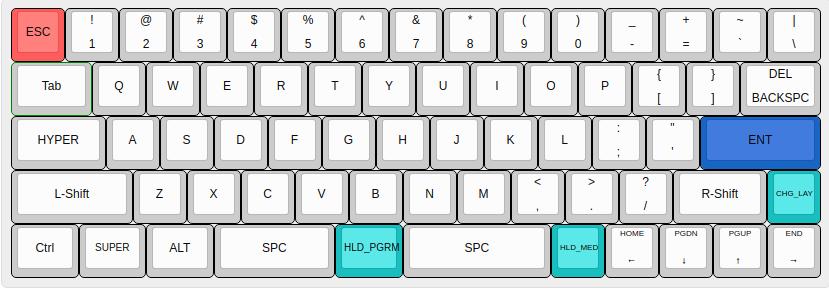 ESC ! @ # $ % ^ & * ( ) _ + ~ |
1 2 3 4 5 6 7 8 9 0 - = ` \
Tab Q W E R T Y U I O P { } DEL
[ ] BACKSPC
HYPER A S D F G H J K L : " ENT
; '
L-Shift Z X C V B N M < > ? R-Shift CHG_LAY
, . /
Ctrl SUPER ALT SPC HLD_PGRM SPC HLD_MED HOME PGDN PGUP END
← ↓ ↑ →